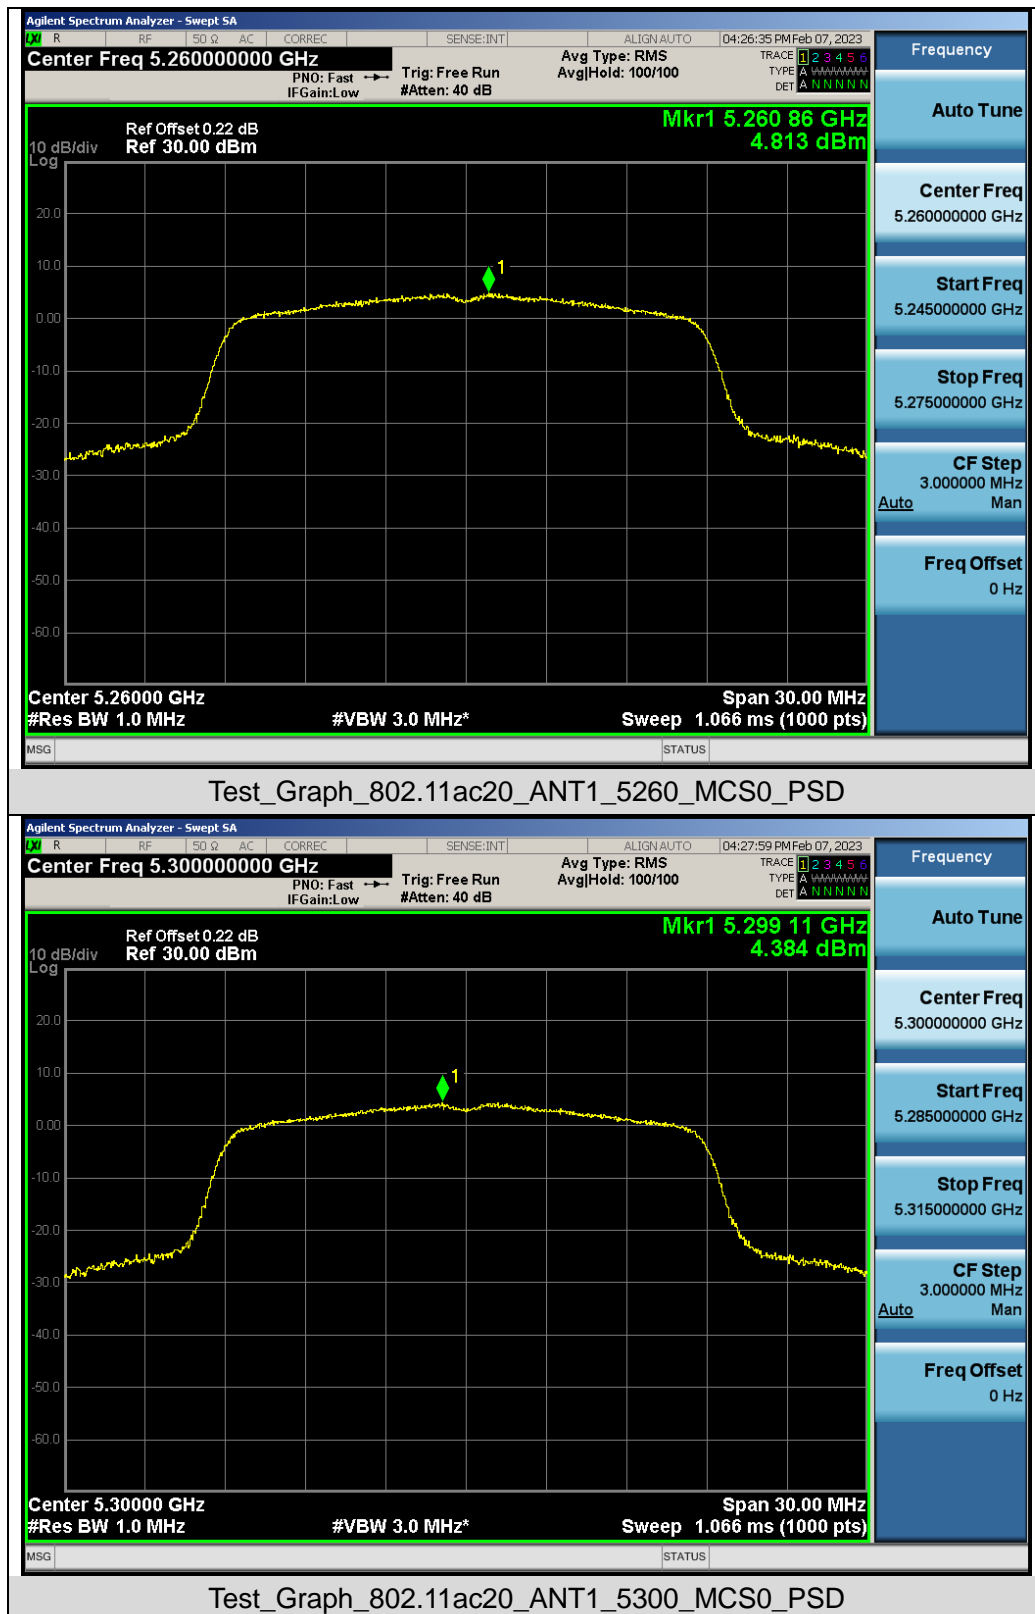 Agilent Spectrum Analyzer - Swept SA
LXI R RF 50 Ω AC CORREC SENSE:INT ALIGN AUTO 04:26:35 PM Feb 07, 2023
Center Freq 5.260000000 GHz
PNO: Fast
IFGain:Low
Trig: Free Run
#Atten: 40 dB
Avg Type: RMS
Avg|Hold: 100/100
TRACE 1 2 3 4 5 6
TYPE A WWWWW
DET A N N N N N
Ref Offset 0.22 dB
10 dB/div Ref 30.00 dBm
Log
Mkr1 5.260 86 GHz
4.813 dBm
20.0
10.0
0.00
-10.0
-20.0
-30.0
-40.0
-50.0
-60.0
1
Center 5.26000 GHz Span 30.00 MHz
#Res BW 1.0 MHz #VBW 3.0 MHz* Sweep 1.066 ms (1000 pts)
MSG STATUS
Frequency
Auto Tune
Center Freq
5.260000000 GHz
Start Freq
5.245000000 GHz
Stop Freq
5.275000000 GHz
CF Step
3.000000 MHz
Auto Man
Freq Offset
0 Hz
Test_Graph_802.11ac20_ANT1_5260_MCS0_PSD
Agilent Spectrum Analyzer - Swept SA
LXI R RF 50 Ω AC CORREC SENSE:INT ALIGN AUTO 04:27:59 PM Feb 07, 2023
Center Freq 5.300000000 GHz
PNO: Fast
IFGain:Low
Trig: Free Run
#Atten: 40 dB
Avg Type: RMS
Avg|Hold: 100/100
TRACE 1 2 3 4 5 6
TYPE A WWWWW
DET A N N N N N
Ref Offset 0.22 dB
10 dB/div Ref 30.00 dBm
Log
Mkr1 5.299 11 GHz
4.384 dBm
20.0
10.0
0.00
-10.0
-20.0
-30.0
-40.0
-50.0
-60.0
1
Center 5.30000 GHz Span 30.00 MHz
#Res BW 1.0 MHz #VBW 3.0 MHz* Sweep 1.066 ms (1000 pts)
MSG STATUS
Frequency
Auto Tune
Center Freq
5.300000000 GHz
Start Freq
5.285000000 GHz
Stop Freq
5.315000000 GHz
CF Step
3.000000 MHz
Auto Man
Freq Offset
0 Hz
Test_Graph_802.11ac20_ANT1_5300_MCS0_PSD